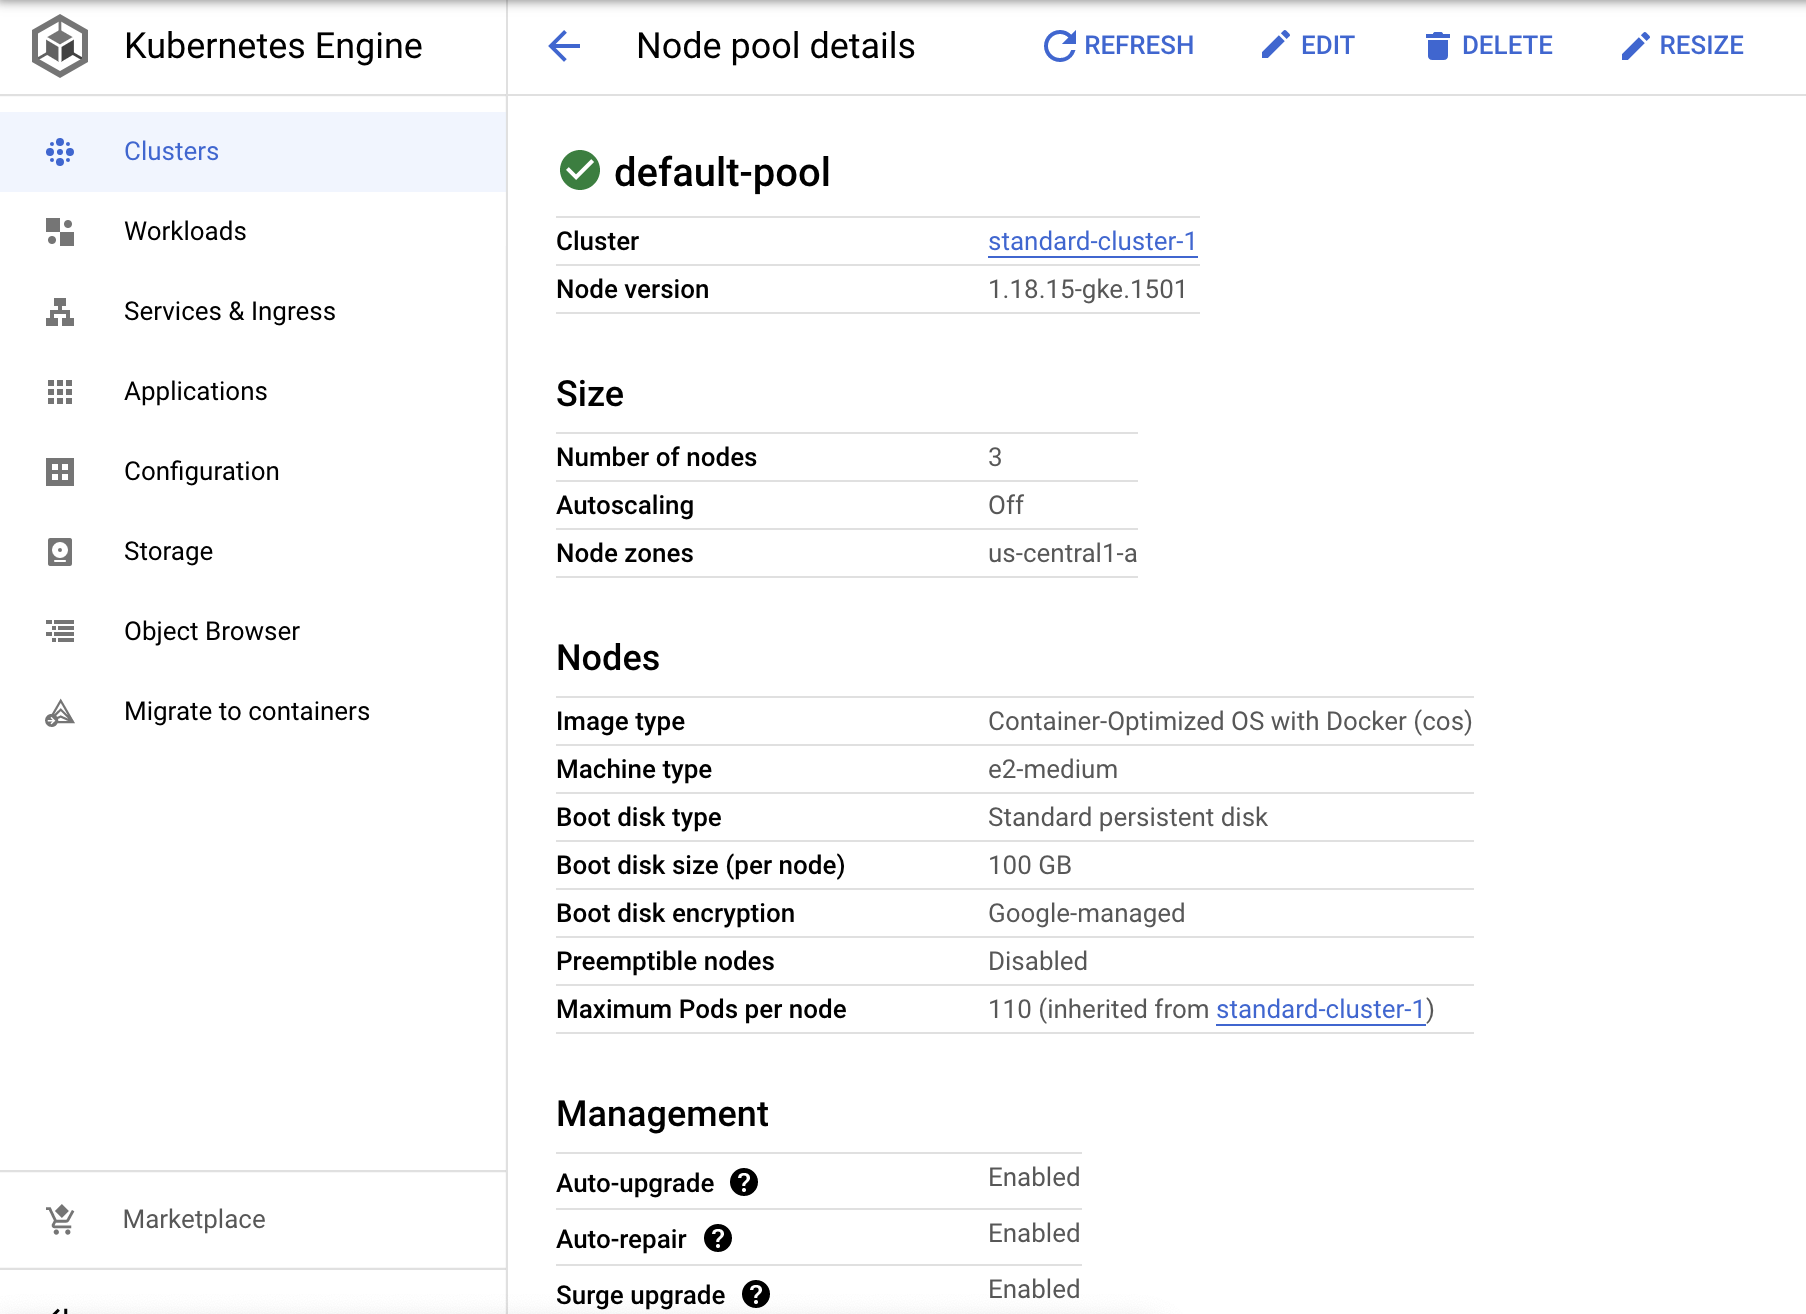 Kubernetes Engine
Clusters
Workloads
Services & Ingress
Applications
Configuration
Storage
Object Browser
Migrate to containers
Marketplace
Node pool details
REFRESH
EDIT
DELETE
RESIZE
default-pool
Cluster standard-cluster-1
Node version 1.18.15-gke.1501
Size
Number of nodes 3
Autoscaling Off
Node zones us-central1-a
Nodes
Image type Container-Optimized OS with Docker (cos)
Machine type e2-medium
Boot disk type Standard persistent disk
Boot disk size (per node) 100 GB
Boot disk encryption Google-managed
Preemptible nodes Disabled
Maximum Pods per node 110 (inherited from standard-cluster-1)
Management
Auto-upgrade ? Enabled
Auto-repair ? Enabled
Surge upgrade ? Enabled